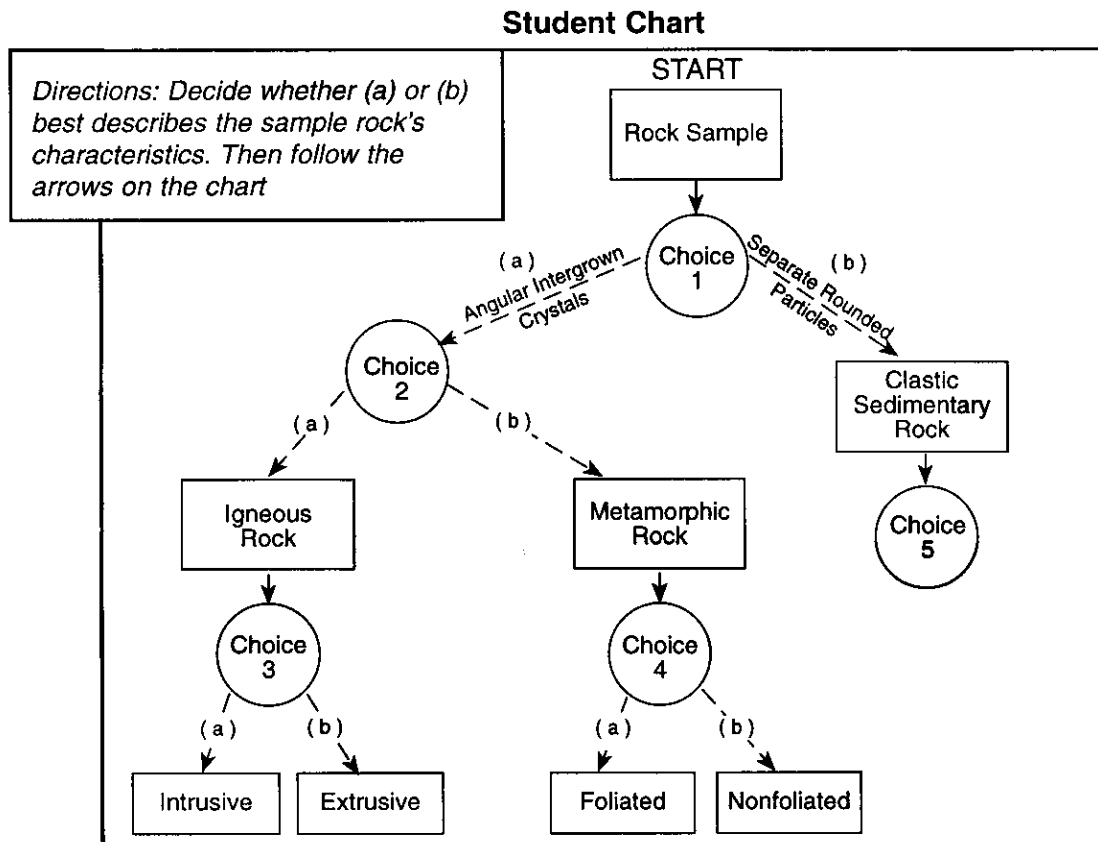 Student Chart
Directions: Decide whether (a) or (b)
best describes the sample rock's
characteristics. Then follow the
arrows on the chart
START
Rock Sample
Choice
1
(a)
Angular Intergrown
Crystals
(b)
Separate Rounded
Particles
Choice
2
Clastic
Sedimentary
Rock
(a)
(b)
Igneous
Rock
Metamorphic
Rock
Choice
5
Choice
3
Choice
4
(a)
(b)
(a)
(b)
Intrusive
Extrusive
Foliated
Nonfoliated